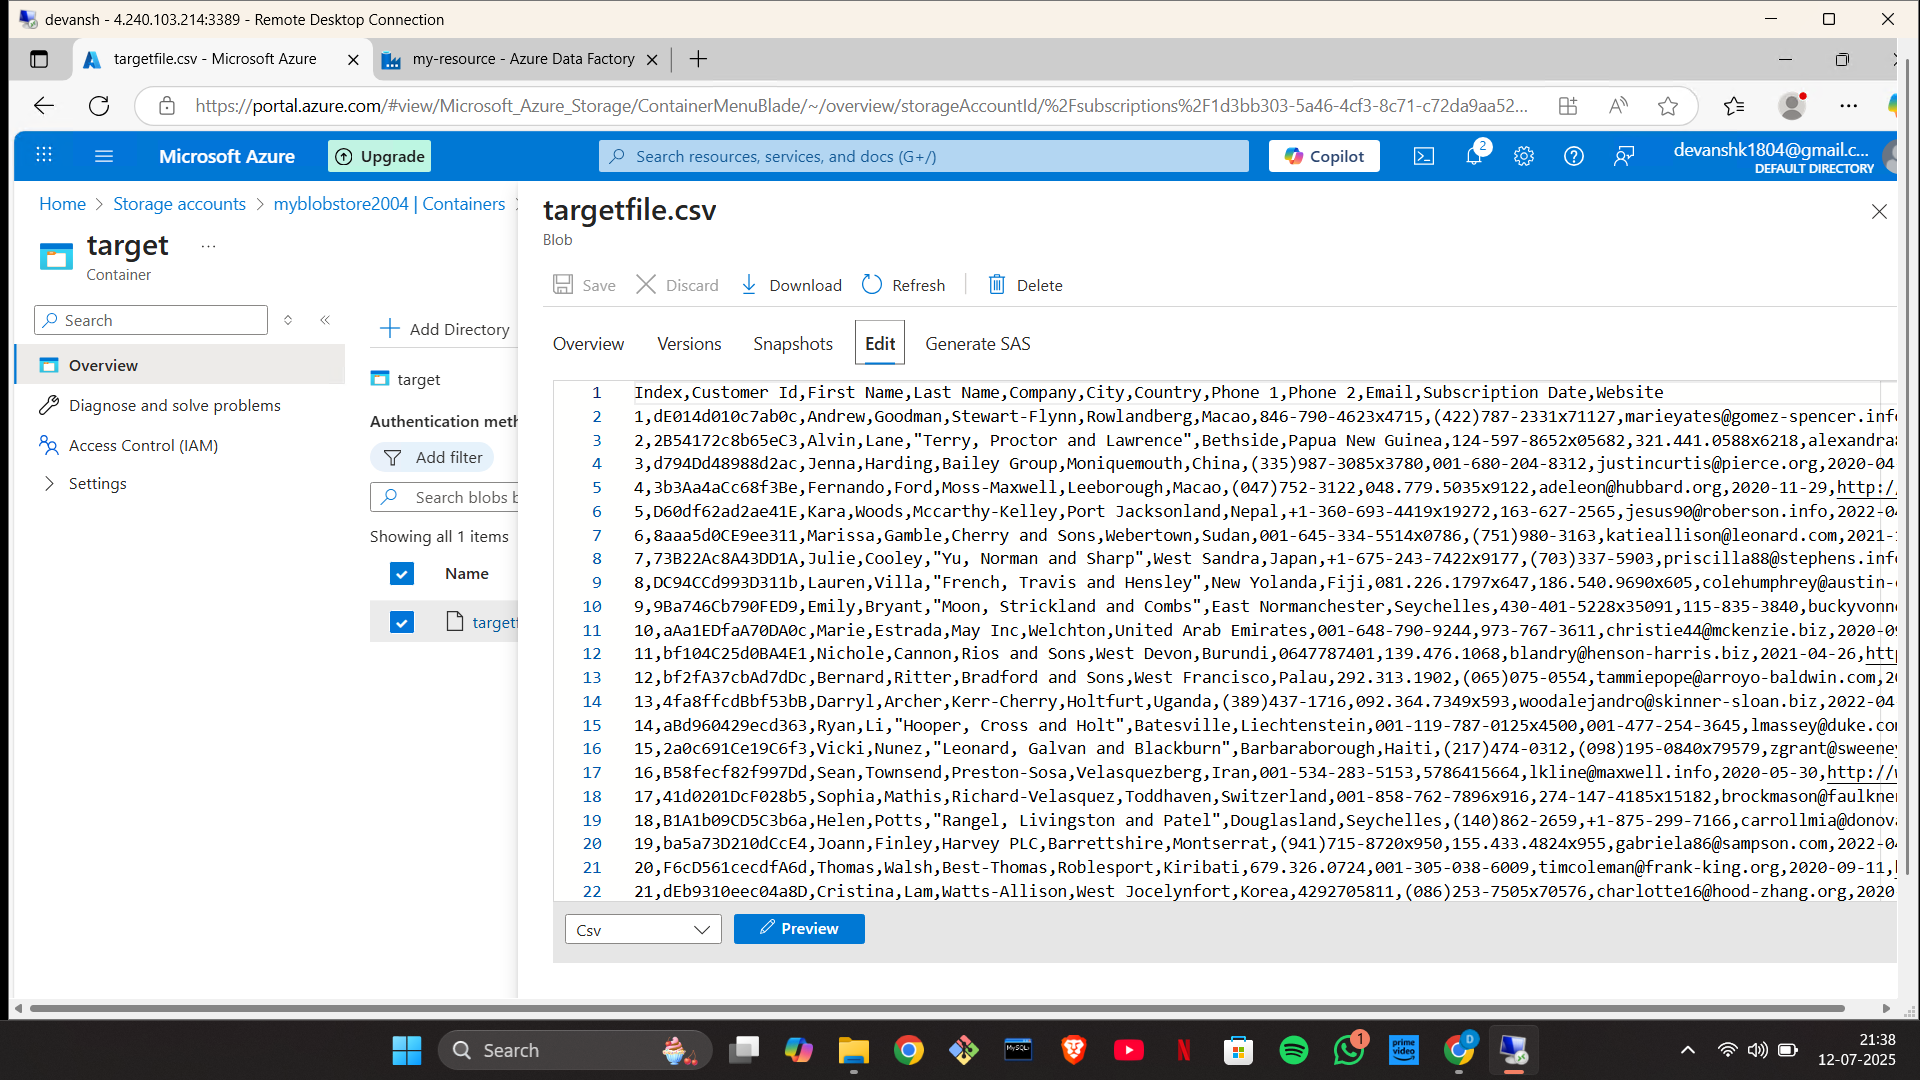 devansh - 4.240.103.214:3389 - Remote Desktop Connection
targetfile.csv - Microsoft Azure
my-resource - Azure Data Factory
https://portal.azure.com/#view/Microsoft_Azure_Storage/ContainerMenuBlade/~/overview/storageAccountId/%2Fsubscriptions%2F1d3bb303-5a46-4cf3-8c71-c72da9aa52...
Microsoft Azure
Upgrade
Search resources, services, and docs (G+/)
Copilot
2
devanshk1804@gmail.c...
DEFAULT DIRECTORY
Home > Storage accounts > myblobstore2004 | Containers >
target
...
Container
Search
Overview
Diagnose and solve problems
Access Control (IAM)
Settings
Add Directory
target
Authentication meth
Add filter
Search blobs b
Showing all 1 items
Name
targetf
targetfile.csv
Blob
Save
Discard
Download
Refresh
Delete
Overview
Versions
Snapshots
Edit
Generate SAS
1 Index,Customer Id,First Name,Last Name,Company,City,Country,Phone 1,Phone 2,Email,Subscription Date,Website
2 1,dE014d010c7ab0c,Andrew,Goodman,Stewart-Flynn,Rowlandberg,Macao,846-790-4623x4715,(422)787-2331x71127,marieyates@gomez-spencer.info
3 2,2B54172c8b65eC3,Alvin,Lane,"Terry, Proctor and Lawrence",Bethside,Papua New Guinea,124-597-8652x05682,321.441.0588x6218,alexandra8
4 3,d794Dd48988d2ac,Jenna,Harding,Bailey Group,Moniquemouth,China,(335)987-3085x3780,001-680-204-8312,justincurtis@pierce.org,2020-04
5 4,3b3Aa4aCc68f3Be,Fernando,Ford,Moss-Maxwell,Leeborough,Macao,(047)752-3122,048.779.5035x9122,adeleon@hubbard.org,2020-11-29,http:/
6 5,D60df62ad2ae41E,Kara,Woods,Mccarthy-Kelley,Port Jacksonland,Nepal,+1-360-693-4419x19272,163-627-2565,jesus90@roberson.info,2022-04
7 6,8aaa5d0CE9ee311,Marissa,Gamble,Cherry and Sons,Webertown,Sudan,001-645-334-5514x0786,(751)980-3163,katieallison@leonard.com,2021-1
8 7,73B22Ac8A43DD1A,Julie,Cooley,"Yu, Norman and Sharp",West Sandra,Japan,+1-675-243-7422x9177,(703)337-5903,priscilla88@stephens.info
9 8,DC94CCd993D311b,Lauren,Villa,"French, Travis and Hensley",New Yolanda,Fiji,081.226.1797x647,186.540.9690x605,colehumphrey@austin-c
10 9,9Ba746Cb790FED9,Emily,Bryant,"Moon, Strickland and Combs",East Normanchester,Seychelles,430-401-5228x35091,115-835-3840,buckyvonne
11 10,aAa1EDfaA70DA0c,Marie,Estrada,May Inc,Welchton,United Arab Emirates,001-648-790-9244,973-767-3611,christie44@mckenzie.biz,2020-09
12 11,bf104C25d0BA4E1,Nichole,Cannon,Rios and Sons,West Devon,Burundi,0647787401,139.476.1068,blandry@henson-harris.biz,2021-04-26,http
13 12,bf2fA37cbAd7dDc,Bernard,Ritter,Bradford and Sons,West Francisco,Palau,292.313.1902,(065)075-0554,tammiepope@arroyo-baldwin.com,20
14 13,4fa8ffcdBbf53bB,Darryl,Archer,Kerr-Cherry,Holtfurt,Uganda,(389)437-1716,092.364.7349x593,woodalejandro@skinner-sloan.biz,2022-04
15 14,aBd960429ecd363,Ryan,Li,"Hooper, Cross and Holt",Batesville,Liechtenstein,001-119-787-0125x4500,001-477-254-3645,lmassey@duke.com
16 15,2a0c691Ce19C6f3,Vicki,Nunez,"Leonard, Galvan and Blackburn",Barbaraborough,Haiti,(217)474-0312,(098)195-0840x79579,zgrant@sweeney
17 16,B58fecf82f997Dd,Sean,Townsend,Preston-Sosa,Velasquezberg,Iran,001-534-283-5153,5786415664,lkline@maxwell.info,2020-05-30,http://w
18 17,41d0201DcF028b5,Sophia,Mathis,Richard-Velasquez,Toddhaven,Switzerland,001-858-762-7896x916,274-147-4185x15182,brockmason@faulkner
19 18,B1A1b09CD5C3b6a,Helen,Potts,"Rangel, Livingston and Patel",Douglasland,Seychelles,(140)862-2659,+1-875-299-7166,carrollmia@donova
20 19,ba5a73D210dCcE4,Joann,Finley,Harvey PLC,Barrettshire,Montserrat,(941)715-8720x950,155.433.4824x955,gabriela86@sampson.com,2022-04
21 20,F6cD561cecdfA6d,Thomas,Walsh,Best-Thomas,Roblesport,Kiribati,679.326.0724,001-305-038-6009,timcoleman@frank-king.org,2020-09-11,h
22 21,dEb9310eec04a8D,Cristina,Lam,Watts-Allison,West Jocelynfort,Korea,4292705811,(086)253-7505x70576,charlotte16@hood-zhang.org,2020
Csv
Preview
Search
MySQL
prime video
1
D
21:38
12-07-2025